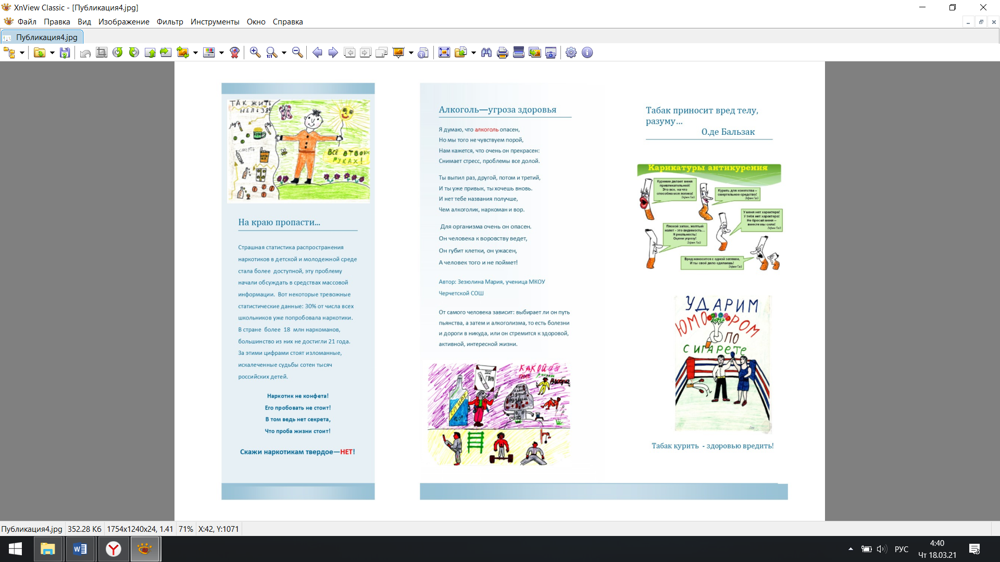 XnView Classic - [Публикация4.jpg]
Файл Правка Вид Изображение Фильтр Инструменты Окно Справка
Публикация4.jpg
ТАК ЖИТЬ
НЕЛЬЗЯ!
СМЕРТЬ
ВСЁ В ТВОИХ
РУКАХ!
На краю пропасти...
Страшная статистика распространения
наркотиков в детской и молодежной среде
стала более доступной, эту проблему
начали обсуждать в средствах массовой
информации. Вот некоторые тревожные
статистические данные: 30% от числа всех
школьников уже попробовала наркотики.
В стране более 18 млн наркоманов,
большинство из них не достигли 21 года.
За этими цифрами стоят изломанные,
искалеченные судьбы сотен тысяч
российских детей.
Наркотик не конфета!
Его пробовать не стоит!
В том ведь нет секрета,
Что проба жизни стоит!
Скажи наркотикам твердое—НЕТ!
Алкоголь—угроза здоровья
Я думаю, что алкоголь опасен,
Но мы того не чувствуем порой,
Нам кажется, что очень он прекрасен:
Снимает стресс, проблемы все долой.
Ты выпил раз, другой, потом и третий,
И ты уже привык, ты хочешь вновь.
И нет тебе названия получше,
Чем алкоголик, наркоман и вор.
Для организма очень он опасен.
Он человека к воровству ведет,
Он губит клетки, он ужасен,
А человек того и не поймет!
Автор: Зезюлина Мария, ученица МКОУ
Черчетской СОШ
От самого человека зависит: выбирает ли он путь
пьянства, а затем и алкоголизма, то есть болезни
и дороги в никуда, или он стремится к здоровой,
активной, интересной жизни.
КАКОЙ БЫ
СПИРТ
Табак приносит вред телу,
разуму...
О.де Бальзак
Карикатуры антикурения
Курение делает меня
привлекательней!
Это все, на что
способна моя логика!
Эфен Гай
Курить для кокетства –
смертельное средство!
Эфен Гай
У меня нет характера!
У тебя нет характера!
Не бросай меня –
вместе мы сила!
Эфен Гай
Плохой запах, желтый
налет - это видимость...
Я реальность!
Оцени угрозу!
Эфен Гай
Вред наносится с одной затяжки,
И ты своё дело сделаешь!
Эфен Гай
УДАРИМ
ЮМОРОМ
ПО
СИГАРЕТЕ
Табак курить - здоровью вредить!
Публикация4.jpg 352.28 Кб 1754x1240x24, 1.41 71% X:42, Y:1071
РУС
4:40
Чт 18.03.21